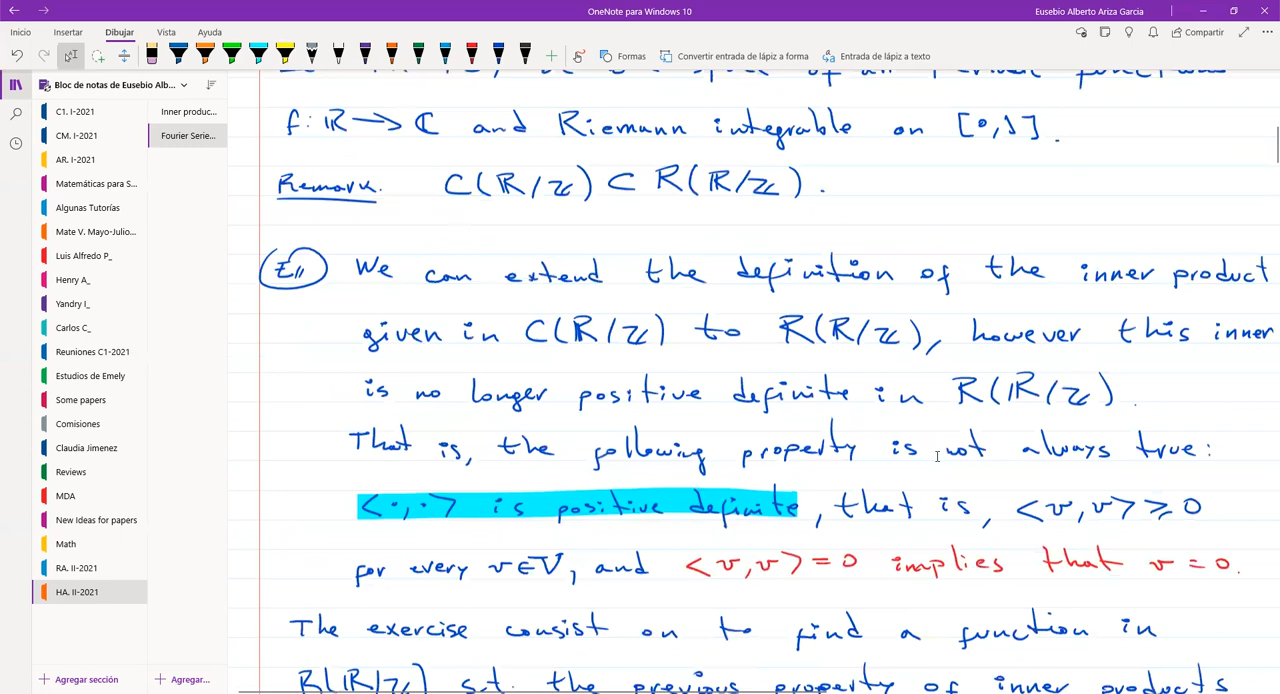 OneNote para Windows 10
Eusebio Alberto Ariza Garcia
Inicio Insertar Dibujar Vista Ayuda
Compartir
Formas Convertir entrada de lápiz a forma Entrada de lápiz a texto
Bloc de notas de Eusebio Alb...
C1. I-2021
CM. I-2021
AR. I-2021
Matemáticas para S...
Algunas Tutorías
Mate V. Mayo-Julio...
Luis Alfredo P_
Henry A_
Yandry I_
Carlos C_
Reuniones C1-2021
Estudios de Emely
Some papers
Comisiones
Claudia Jimenez
Reviews
MDA
New Ideas for papers
Math
RA. II-2021
HA. II-2021
Agregar sección
Inner produc...
Fourier Serie...
Agregar...
f: ℝ → ℂ and Riemann integrable on [0,1].
Remark. C(ℝ/ℤ) ⊂ R(ℝ/ℤ).
E// We can extend the definition of the inner product
given in C(ℝ/ℤ) to R(ℝ/ℤ), however this inner
is no longer positive definite in R(ℝ/ℤ).
That is, the following property is not always true:
<·,·> is positive definite, that is, <v,v> ≥ 0
for every v∈V, and <v,v> = 0 implies that v = 0.
The exercise consist on to find a function in
R(ℝ/ℤ) s.t. the previous property of inner products